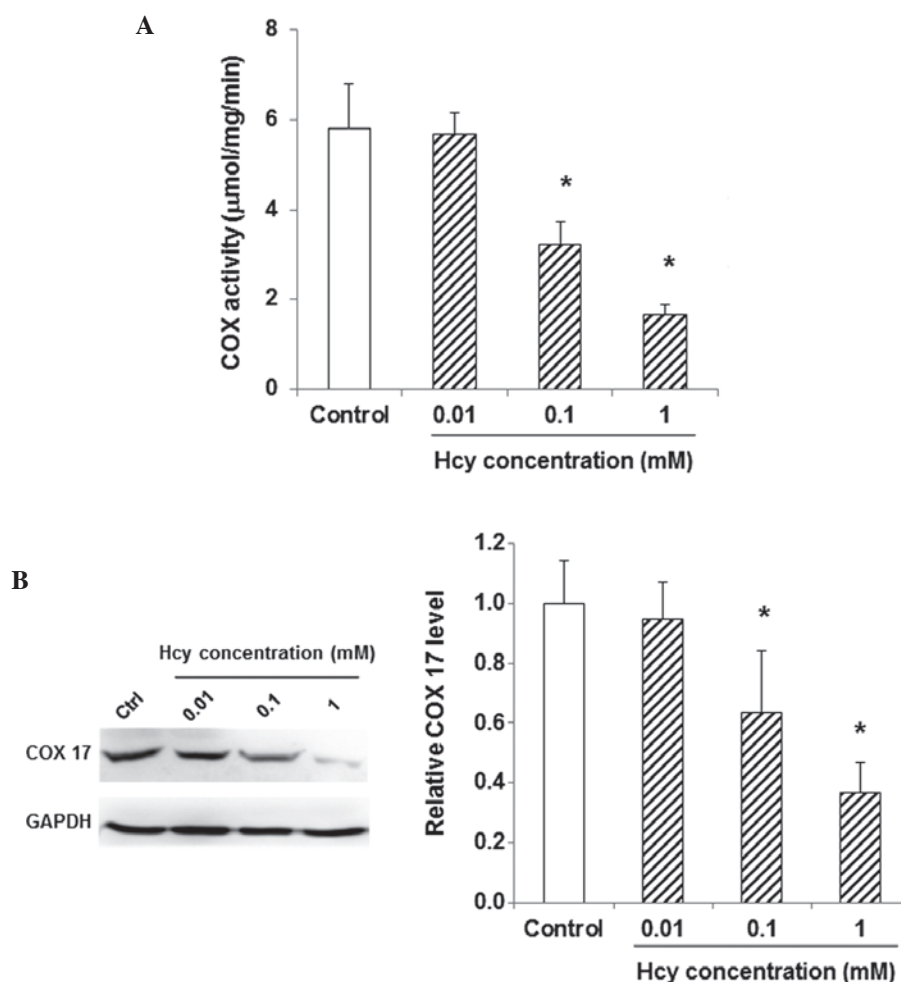 A
COX activity (µmol/mg/min)
8
6
4
2
0
*
*
Control 0.01 0.1 1
Hcy concentration (mM)
B
Hcy concentration (mM)
Ctrl 0.01 0.1 1
COX 17
GAPDH
Relative COX 17 level
1.2
1.0
0.8
0.6
0.4
0.2
0.0
*
*
Control 0.01 0.1 1
Hcy concentration (mM)